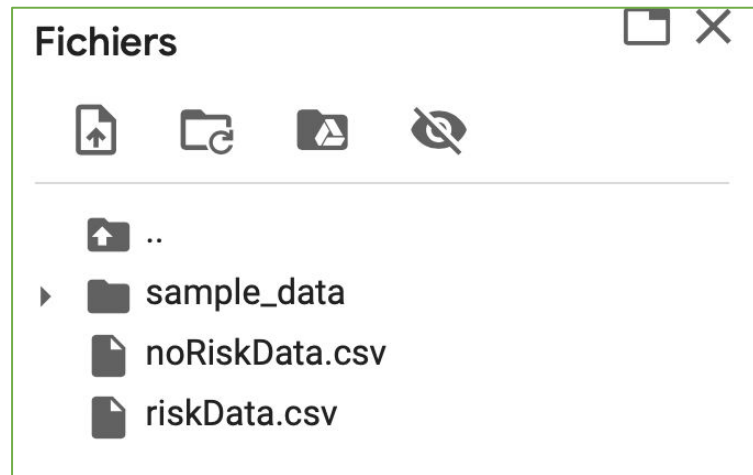 Fichiers
..
sample_data
noRiskData.csv
riskData.csv